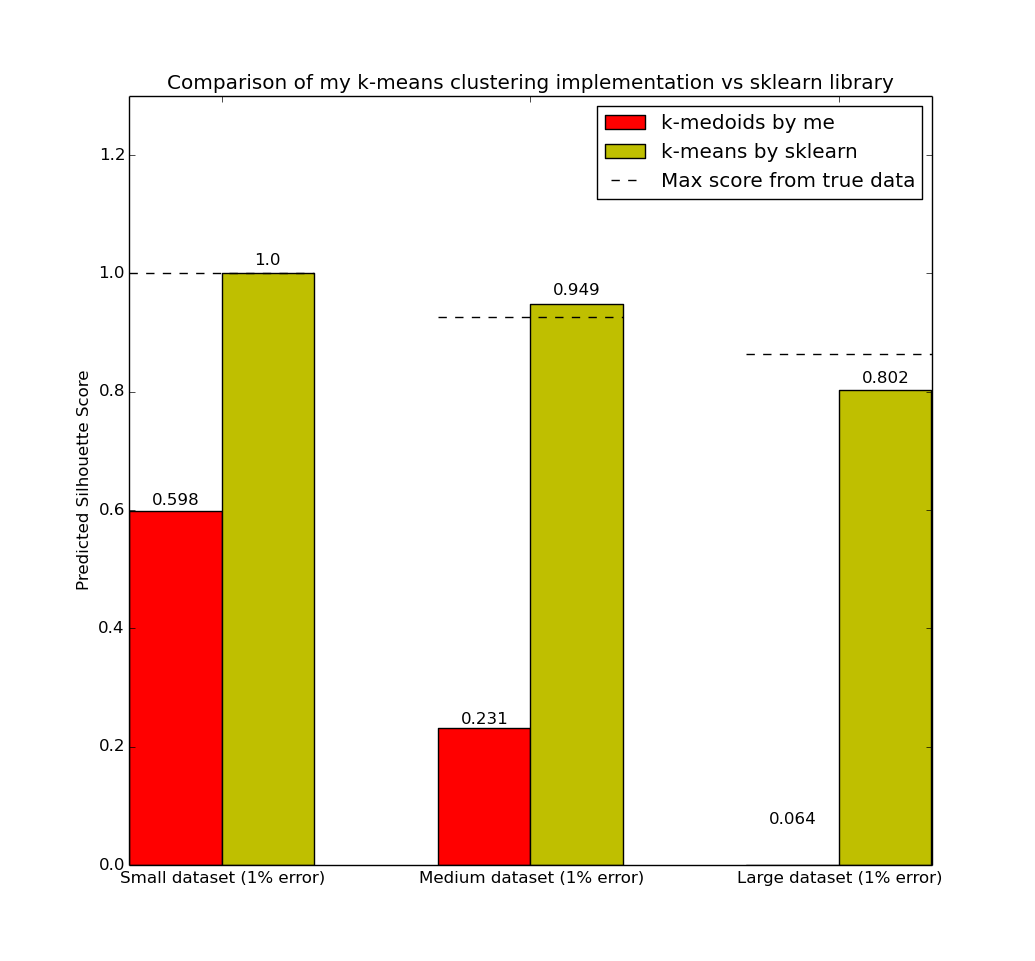 Comparison of my k-means clustering implementation vs sklearn library
k-medoids by me
k-means by sklearn
Max score from true data
1.2
1.0
0.8
0.6
0.4
0.2
0.0
Predicted Silhouette Score
0.598
1.0
0.231
0.949
0.064
0.802
Small dataset (1% error)
Medium dataset (1% error)
Large dataset (1% error)